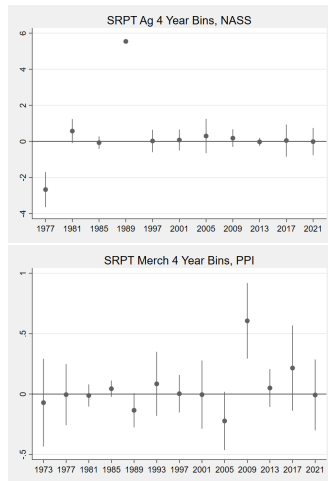 SRPT Ag 4 Year Bins, NASS
6
4
2
0
-2
-4
1977 1981 1985 1989 1997 2001 2005 2009 2013 2017 2021
SRPT Merch 4 Year Bins, PPI
1
.5
0
-.5
1973 1977 1981 1985 1989 1993 1997 2001 2005 2009 2013 2017 2021